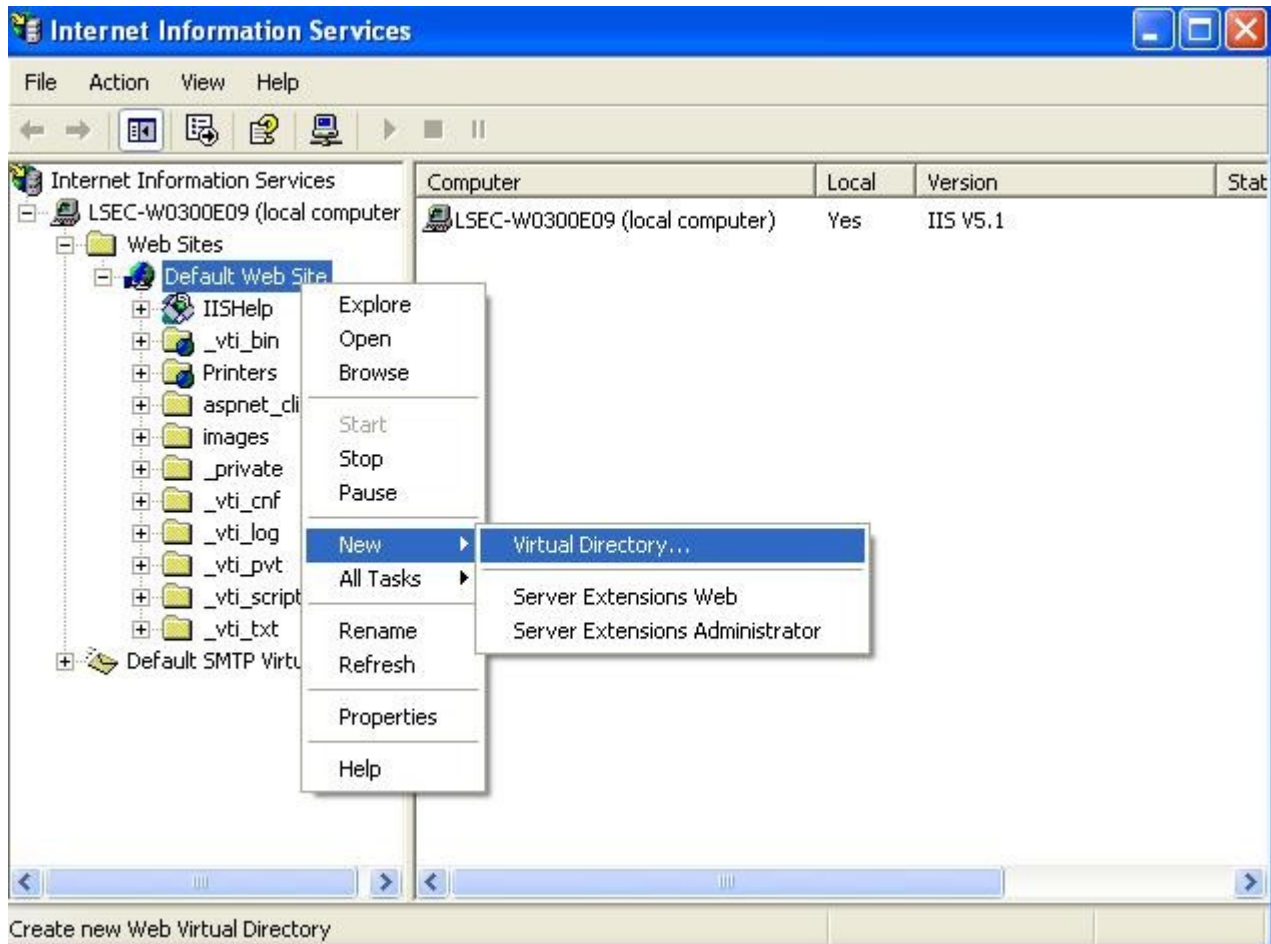 Internet Information Services
File Action View Help
Internet Information Services
LSEC-W0300E09 (local computer
Web Sites
Default Web Site
IISHelp
_vti_bin
Printers
aspnet_cli
images
_private
_vti_cnf
_vti_log
_vti_pvt
_vti_script
_vti_txt
Default SMTP Virtu
Computer Local Version Stat
LSEC-W0300E09 (local computer) Yes IIS V5.1
Explore
Open
Browse
Start
Stop
Pause
New
All Tasks
Rename
Refresh
Properties
Help
Virtual Directory...
Server Extensions Web
Server Extensions Administrator
Create new Web Virtual Directory